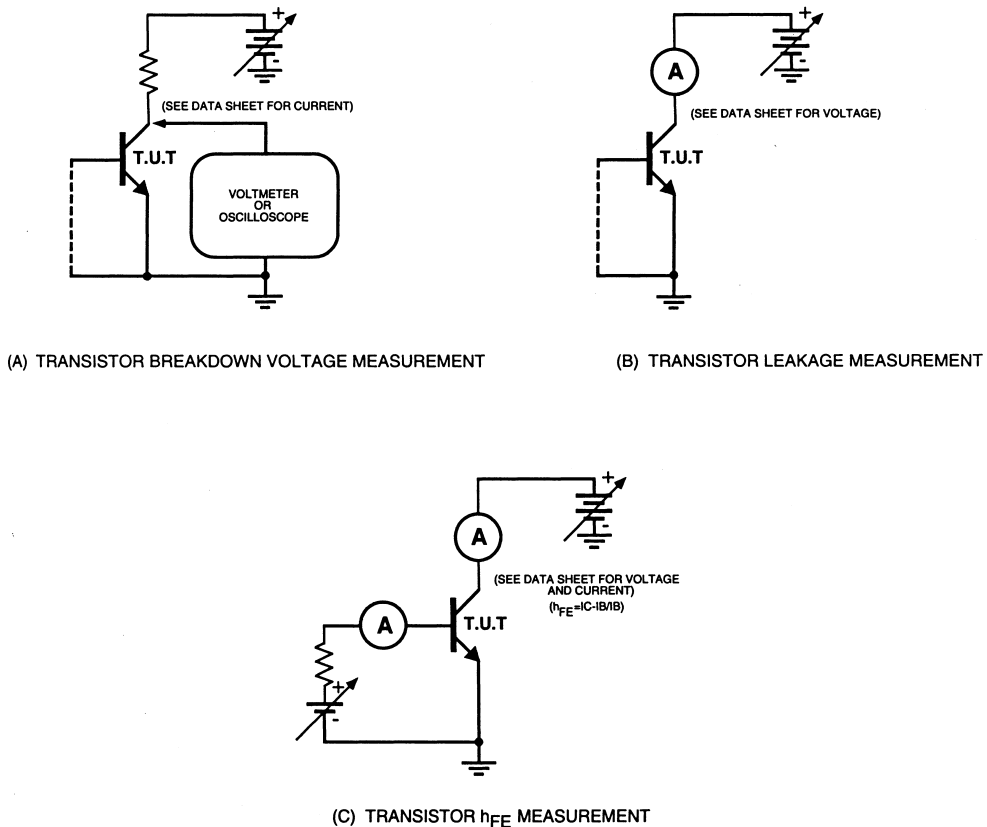 +
-
(SEE DATA SHEET FOR CURRENT)
T.U.T
VOLTMETER
OR
OSCILLOSCOPE
(A) TRANSISTOR BREAKDOWN VOLTAGE MEASUREMENT
+
-
A
(SEE DATA SHEET FOR VOLTAGE)
T.U.T
(B) TRANSISTOR LEAKAGE MEASUREMENT
+
-
A
(SEE DATA SHEET FOR VOLTAGE
AND CURRENT)
(hFE=IC-IB/IB)
A
T.U.T
+
-
(C) TRANSISTOR hFE MEASUREMENT